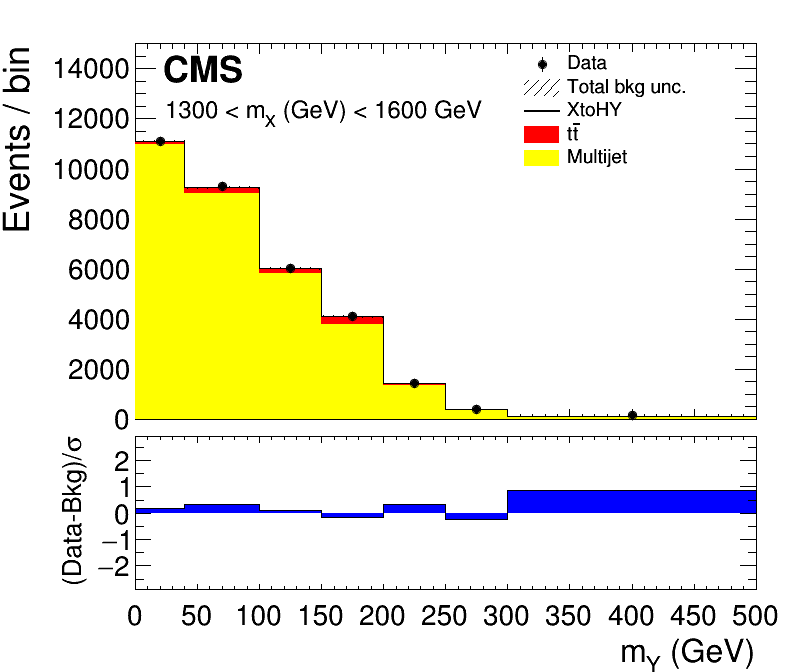 CMS
1300 < mX (GeV) < 1600 GeV
Data
Total bkg unc.
XtoHY
tt̄
Multijet
Events / bin
14000
12000
10000
8000
6000
4000
2000
0
(Data-Bkg)/σ
2
1
0
−1
−2
0 50 100 150 200 250 300 350 400 450 500
mY (GeV)